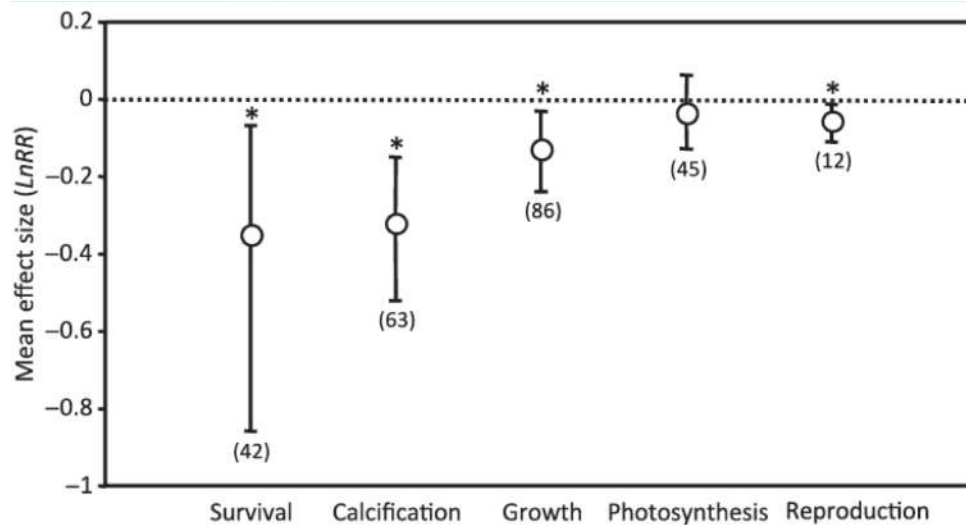 Mean effect size (LnRR)
0.2
0
−0.2
−0.4
−0.6
−0.8
−1
*
*
*
*
(42)
(63)
(86)
(45)
(12)
Survival
Calcification
Growth
Photosynthesis
Reproduction